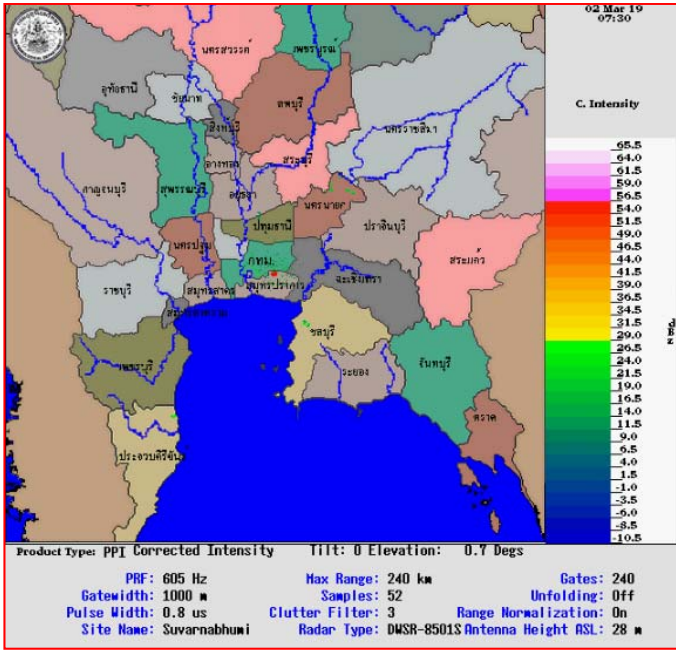 02 Mar 19
07:30
นครสวรรค์
เพชรบูรณ์
อุทัยธานี
ชัยนาท
ลพบุรี
สิงหบุรี
นครราชสีมา
อ่างทอง
สระบุรี
กาญจนบุรี
สุพรรณบุรี
อยุธยา
นครนายก
ปทุมธานี
ปราจีนบุรี
นครปฐม
กทม.
สระแก้ว
ราชบุรี
สมุทรสาคร
สมุทรปราการ
ฉะเชิงเทรา
ชลบุรี
เพชรบุรี
ระยอง
จันทบุรี
ตราด
ประจวบคีรีขันธ์
C. Intensity
65.5
64.0
61.5
59.0
56.5
54.0
51.5
49.0
46.5
44.0
41.5
39.0
36.5
34.0
31.5
29.0
26.5
24.0
21.5
19.0
16.5
14.0
11.5
9.0
6.5
4.0
1.5
-1.0
-3.5
-6.0
-8.5
-10.5
Product Type: PPI Corrected Intensity Tilt: 0 Elevation: 0.7 Degs
PRF: 605 Hz Max Range: 240 km Gates: 240
Gatewidth: 1000 m Samples: 52 Unfolding: Off
Pulse Width: 0.8 us Clutter Filter: 3 Range Normalization: On
Site Name: Suvarnabhumi Radar Type: DWSR-8501S Antenna Height ASL: 28 m